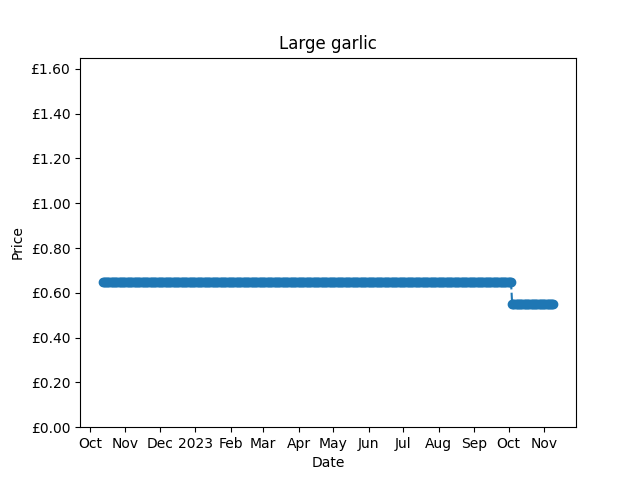 Large garlic
£1.60
£1.40
£1.20
£1.00
£0.80
£0.60
£0.40
£0.20
£0.00
Price
Oct Nov Dec 2023 Feb Mar Apr May Jun Jul Aug Sep Oct Nov
Date